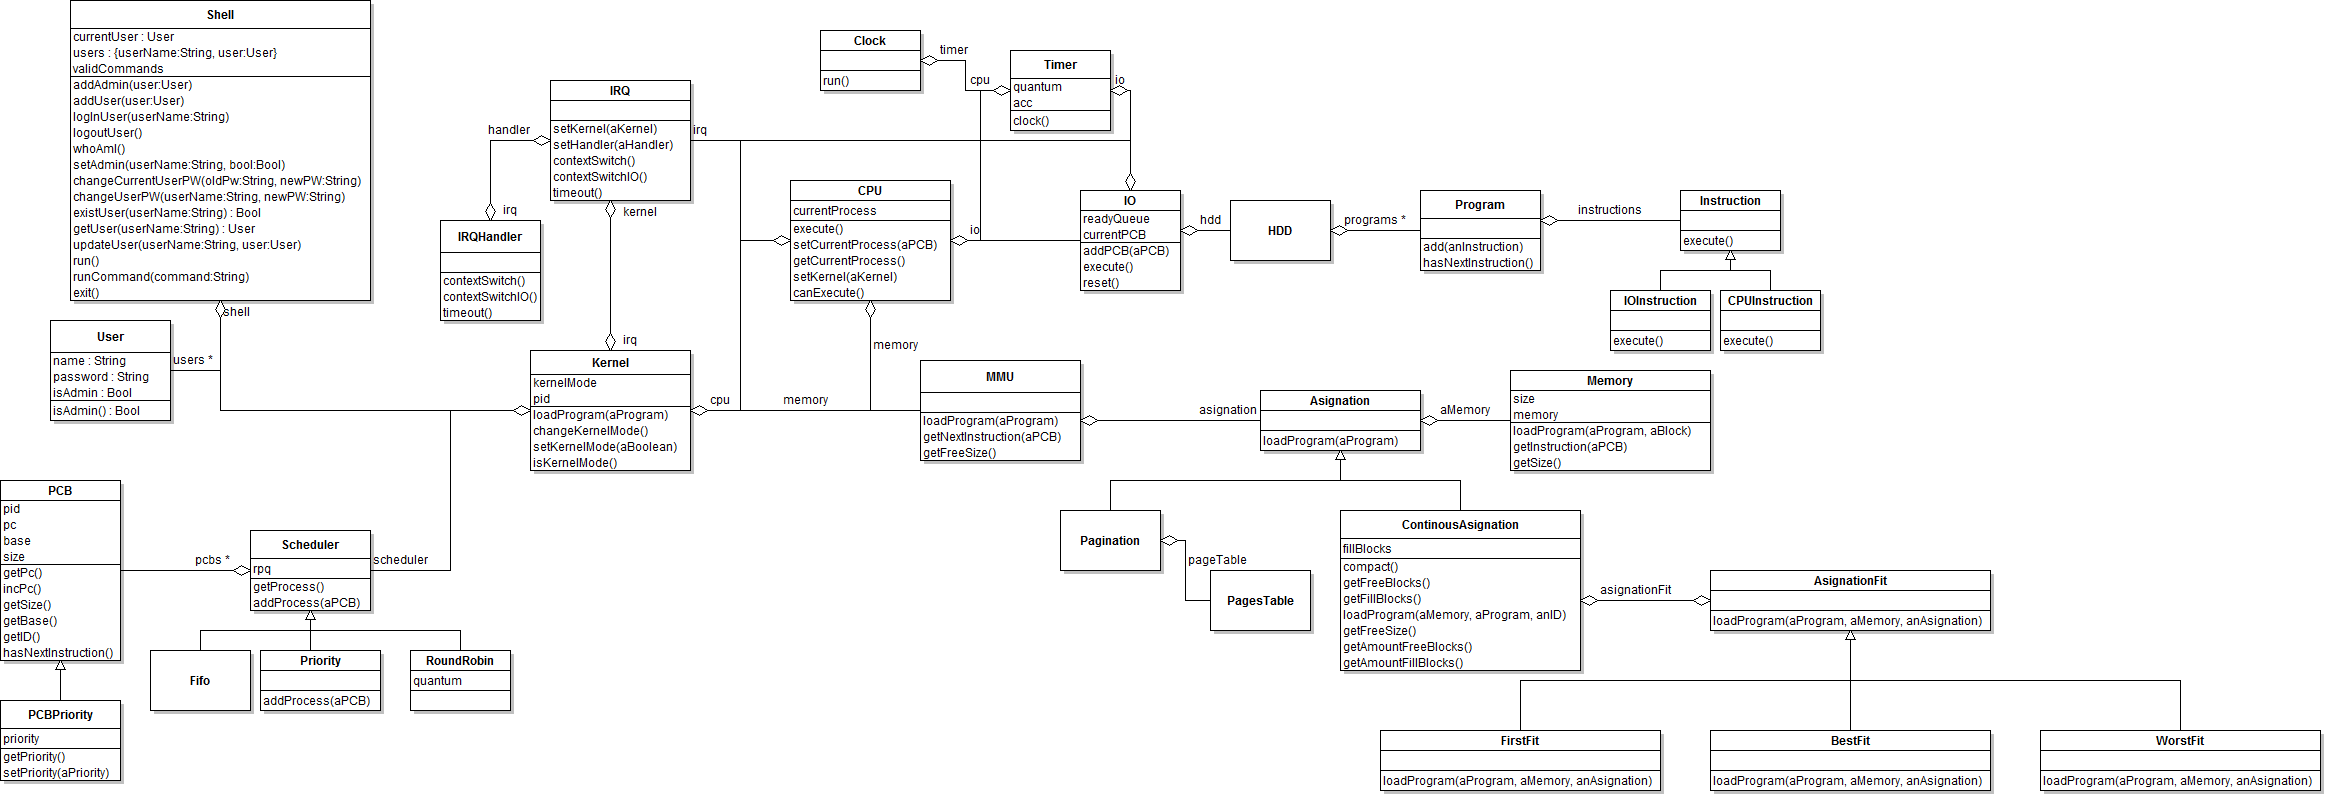 Shell
currentUser : User
users : {userName:String, user:User}
validCommands
addAdmin(user:User)
addUser(user:User)
logInUser(userName:String)
logoutUser()
whoAmI()
setAdmin(userName:String, bool:Bool)
changeCurrentUserPW(oldPw:String, newPW:String)
changeUserPW(userName:String, newPW:String)
existUser(userName:String) : Bool
getUser(userName:String) : User
updateUser(userName:String, user:User)
run()
runCommand(command:String)
exit()
shell
User
name : String
password : String
isAdmin : Bool
isAdmin() : Bool
users *
PCB
pid
pc
base
size
getPc()
incPc()
getSize()
getBase()
getID()
hasNextInstruction()
pcbs *
PCBPriority
priority
getPriority()
setPriority(aPriority)
Scheduler
rpq
getProcess()
addProcess(aPCB)
scheduler
Fifo
Priority
addProcess(aPCB)
RoundRobin
quantum
IRQ
setKernel(aKernel)
setHandler(aHandler)
contextSwitch()
contextSwitchIO()
timeout()
handler
irq
irq
kernel
irq
IRQHandler
contextSwitch()
contextSwitchIO()
timeout()
Kernel
kernelMode
pid
loadProgram(aProgram)
changeKernelMode()
setKernelMode(aBoolean)
isKernelMode()
cpu
memory
Clock
run()
timer
cpu
Timer
quantum
acc
clock()
io
CPU
currentProcess
execute()
setCurrentProcess(aPCB)
getCurrentProcess()
setKernel(aKernel)
canExecute()
io
memory
IO
readyQueue
currentPCB
addPCB(aPCB)
execute()
reset()
hdd
HDD
programs *
Program
add(anInstruction)
hasNextInstruction()
instructions
Instruction
execute()
IOInstruction
execute()
CPUInstruction
execute()
MMU
loadProgram(aProgram)
getNextInstruction(aPCB)
getFreeSize()
asignation
Asignation
loadProgram(aProgram)
aMemory
Memory
size
memory
loadProgram(aProgram, aBlock)
getInstruction(aPCB)
getSize()
Pagination
pageTable
PagesTable
ContinousAsignation
fillBlocks
compact()
getFreeBlocks()
getFillBlocks()
loadProgram(aMemory, aProgram, anID)
getFreeSize()
getAmountFreeBlocks()
getAmountFillBlocks()
asignationFit
AsignationFit
loadProgram(aProgram, aMemory, anAsignation)
FirstFit
loadProgram(aProgram, aMemory, anAsignation)
BestFit
loadProgram(aProgram, aMemory, anAsignation)
WorstFit
loadProgram(aProgram, aMemory, anAsignation)